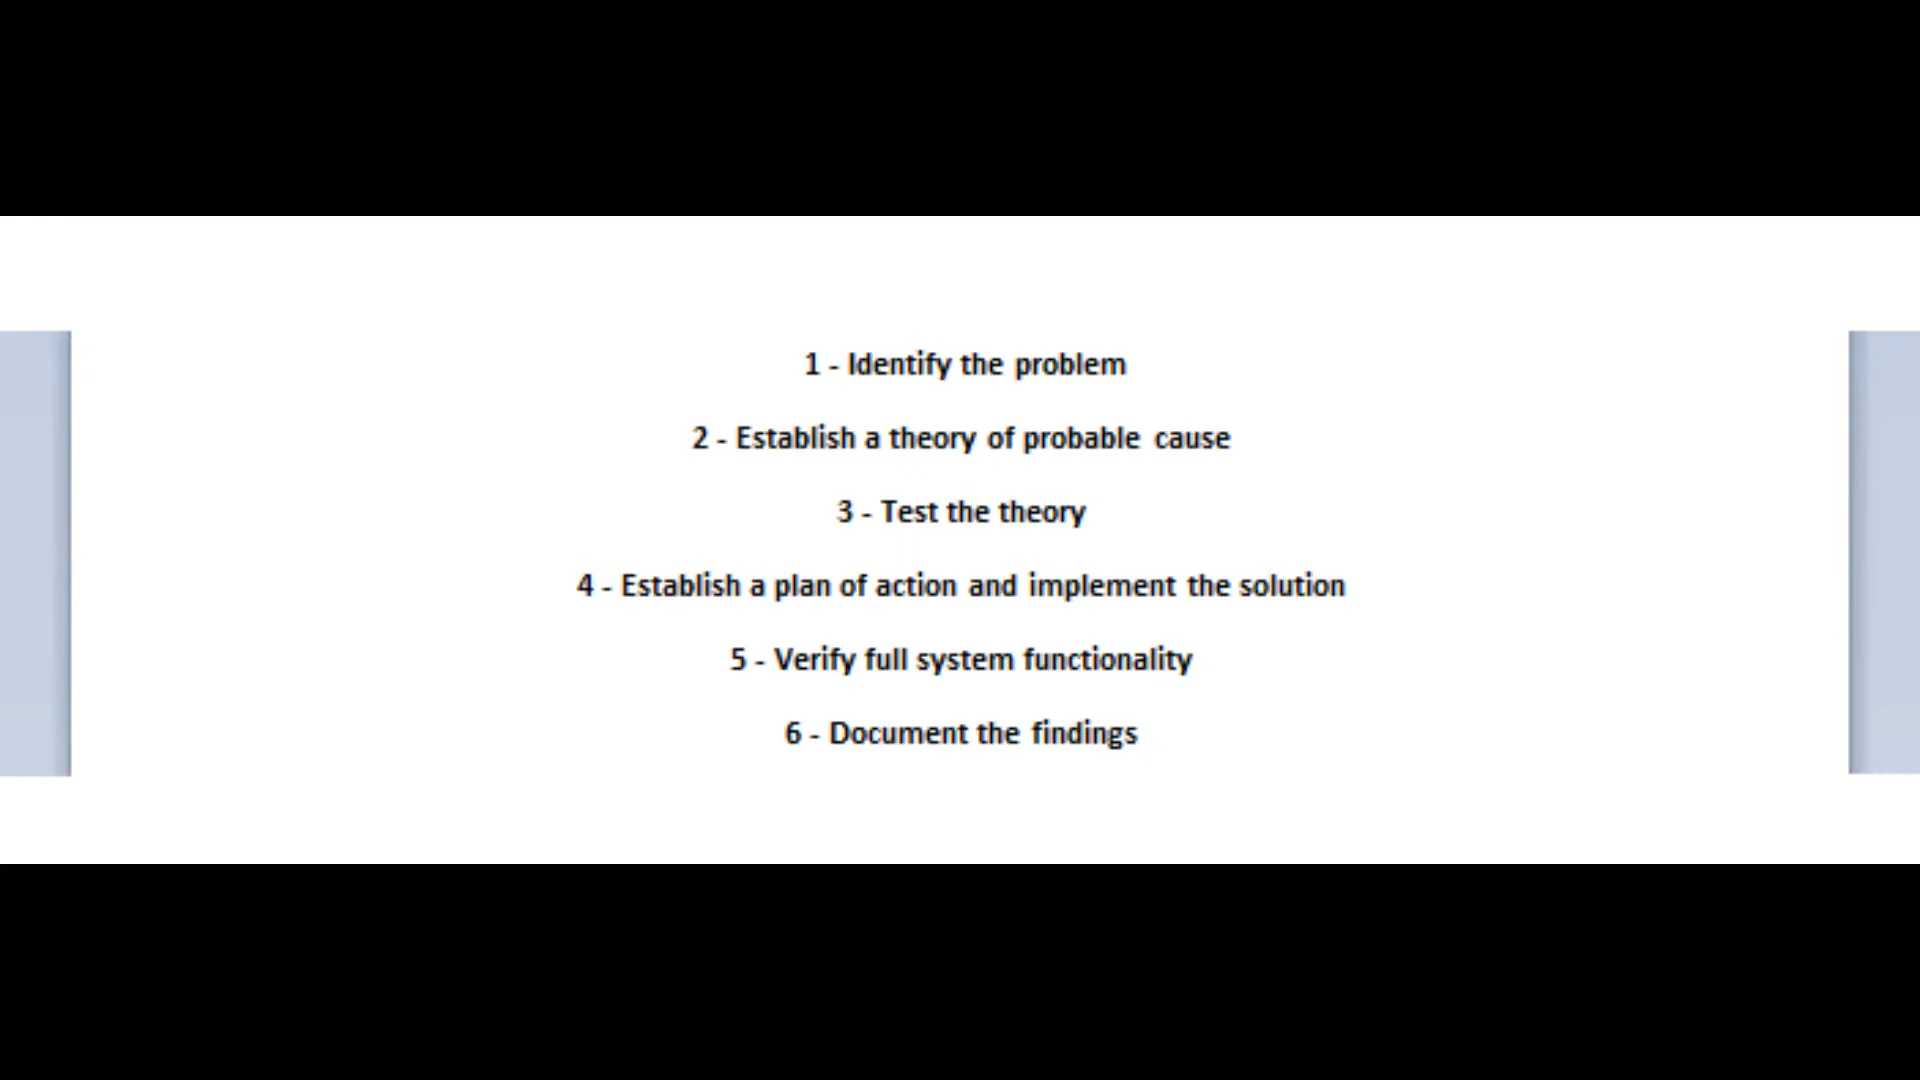 1 - Identify the problem
2 - Establish a theory of probable cause
3 - Test the theory
4 - Establish a plan of action and implement the solution
5 - Verify full system functionality
6 - Document the findings